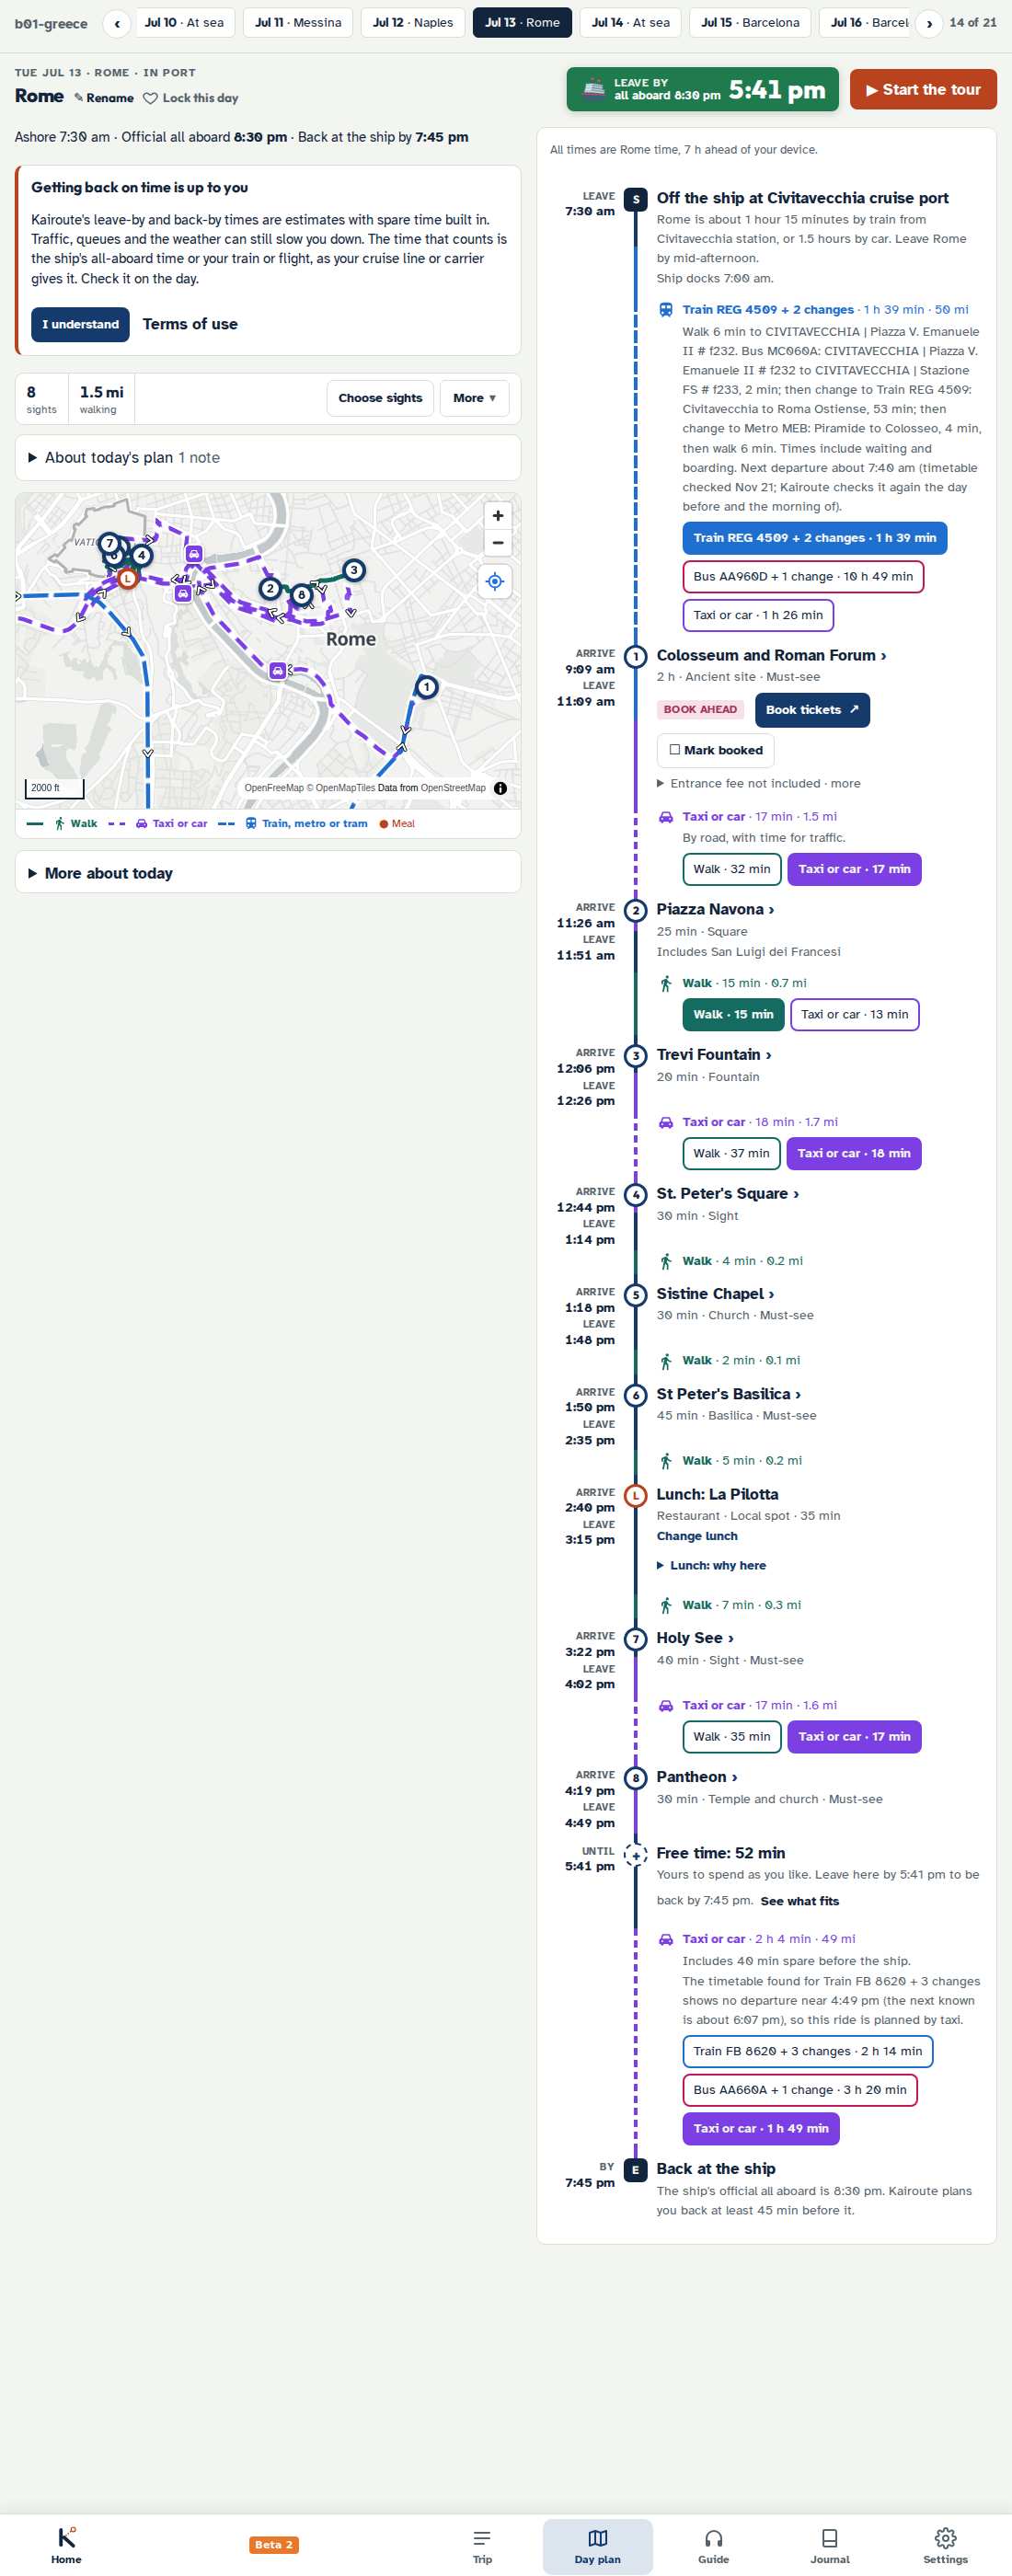 b01-greece
‹
Jul 10 · At sea
Jul 11 · Messina
Jul 12 · Naples
Jul 13 · Rome
Jul 14 · At sea
Jul 15 · Barcelona
Jul 16 · Barcel
›
14 of 21
TUE JUL 13 · ROME · IN PORT
Rome
✎ Rename
Lock this day
LEAVE BY
all aboard 8:30 pm
5:41 pm
▶ Start the tour
Ashore 7:30 am · Official all aboard 8:30 pm · Back at the ship by 7:45 pm
Getting back on time is up to you
Kairoute's leave-by and back-by times are estimates with spare time built in.
Traffic, queues and the weather can still slow you down. The time that counts is
the ship's all-aboard time or your train or flight, as your cruise line or carrier
gives it. Check it on the day.
I understand
Terms of use
8
sights
1.5 mi
walking
Choose sights
More ▼
▶ About today's plan 1 note
VATIC
7
6
4
L
2
8
3
Rome
1
+
−
2000 ft
OpenFreeMap © OpenMapTiles Data from OpenStreetMap
Walk
Taxi or car
Train, metro or tram
Meal
▶ More about today
All times are Rome time, 7 h ahead of your device.
LEAVE
7:30 am
S
Off the ship at Civitavecchia cruise port
Rome is about 1 hour 15 minutes by train from
Civitavecchia station, or 1.5 hours by car. Leave Rome
by mid-afternoon.
Ship docks 7:00 am.
Train REG 4509 + 2 changes · 1 h 39 min · 50 mi
Walk 6 min to CIVITAVECCHIA | Piazza V. Emanuele
II # f232. Bus MC060A: CIVITAVECCHIA | Piazza V.
Emanuele II # f232 to CIVITAVECCHIA | Stazione
FS # f233, 2 min; then change to Train REG 4509:
Civitavecchia to Roma Ostiense, 53 min; then
change to Metro MEB: Piramide to Colosseo, 4 min,
then walk 6 min. Times include waiting and
boarding. Next departure about 7:40 am (timetable
checked Nov 21; Kairoute checks it again the day
before and the morning of).
Train REG 4509 + 2 changes · 1 h 39 min
Bus AA960D + 1 change · 10 h 49 min
Taxi or car · 1 h 26 min
ARRIVE
9:09 am
LEAVE
11:09 am
1
Colosseum and Roman Forum ›
2 h · Ancient site · Must-see
BOOK AHEAD
Book tickets ↗
☐ Mark booked
▶ Entrance fee not included · more
Taxi or car · 17 min · 1.5 mi
By road, with time for traffic.
Walk · 32 min
Taxi or car · 17 min
ARRIVE
11:26 am
LEAVE
11:51 am
2
Piazza Navona ›
25 min · Square
Includes San Luigi dei Francesi
Walk · 15 min · 0.7 mi
Walk · 15 min
Taxi or car · 13 min
ARRIVE
12:06 pm
LEAVE
12:26 pm
3
Trevi Fountain ›
20 min · Fountain
Taxi or car · 18 min · 1.7 mi
Walk · 37 min
Taxi or car · 18 min
ARRIVE
12:44 pm
LEAVE
1:14 pm
4
St. Peter's Square ›
30 min · Sight
Walk · 4 min · 0.2 mi
ARRIVE
1:18 pm
LEAVE
1:48 pm
5
Sistine Chapel ›
30 min · Church · Must-see
Walk · 2 min · 0.1 mi
ARRIVE
1:50 pm
LEAVE
2:35 pm
6
St Peter's Basilica ›
45 min · Basilica · Must-see
Walk · 5 min · 0.2 mi
ARRIVE
2:40 pm
LEAVE
3:15 pm
L
Lunch: La Pilotta
Restaurant · Local spot · 35 min
Change lunch
▶ Lunch: why here
Walk · 7 min · 0.3 mi
ARRIVE
3:22 pm
LEAVE
4:02 pm
7
Holy See ›
40 min · Sight · Must-see
Taxi or car · 17 min · 1.6 mi
Walk · 35 min
Taxi or car · 17 min
ARRIVE
4:19 pm
LEAVE
4:49 pm
8
Pantheon ›
30 min · Temple and church · Must-see
UNTIL
5:41 pm
+
Free time: 52 min
Yours to spend as you like. Leave here by 5:41 pm to be
back by 7:45 pm. See what fits
Taxi or car · 2 h 4 min · 49 mi
Includes 40 min spare before the ship.
The timetable found for Train FB 8620 + 3 changes
shows no departure near 4:49 pm (the next known
is about 6:07 pm), so this ride is planned by taxi.
Train FB 8620 + 3 changes · 2 h 14 min
Bus AA660A + 1 change · 3 h 20 min
Taxi or car · 1 h 49 min
BY
7:45 pm
E
Back at the ship
The ship's official all aboard is 8:30 pm. Kairoute plans
you back at least 45 min before it.
Home
Beta 2
Trip
Day plan
Guide
Journal
Settings